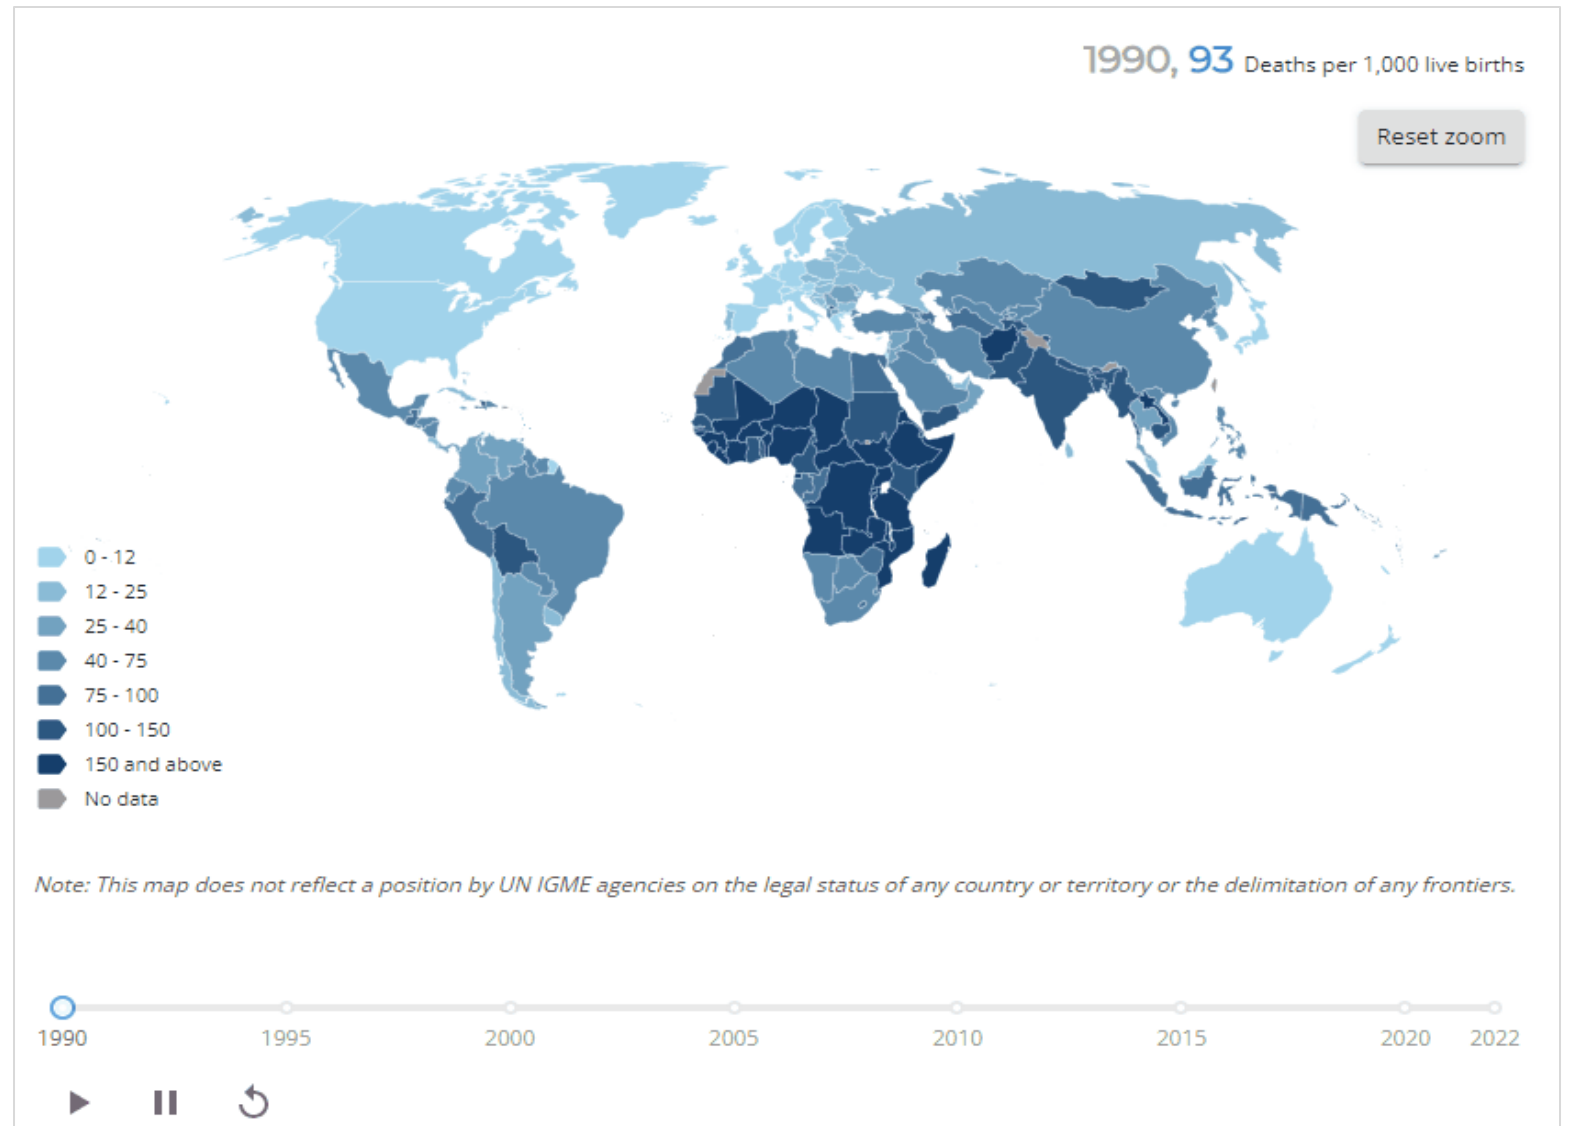 1990, 93 Deaths per 1,000 live births
Reset zoom
0 - 12
12 - 25
25 - 40
40 - 75
75 - 100
100 - 150
150 and above
No data
Note: This map does not reflect a position by UN IGME agencies on the legal status of any country or territory or the delimitation of any frontiers.
1990 1995 2000 2005 2010 2015 2020 2022